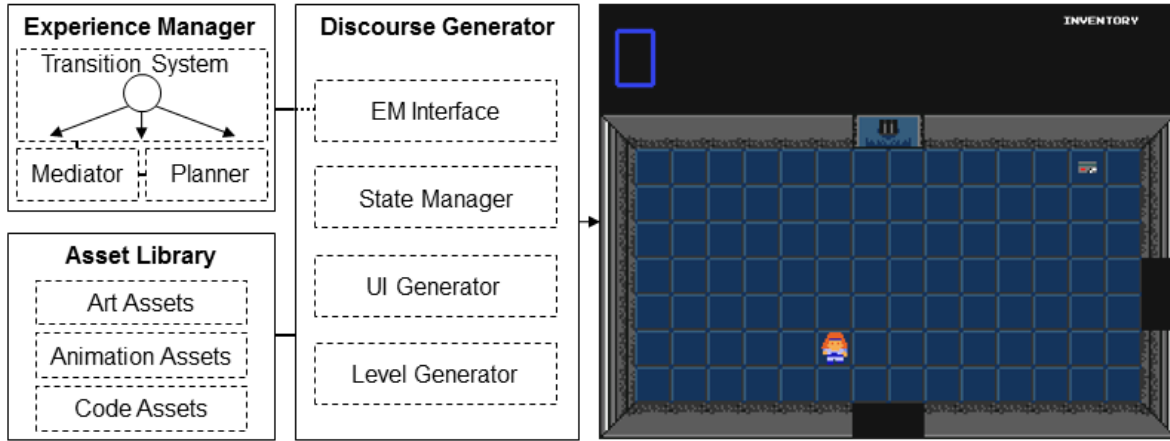 Experience Manager
Transition System
Mediator
Planner
Asset Library
Art Assets
Animation Assets
Code Assets
Discourse Generator
EM Interface
State Manager
UI Generator
Level Generator
INVENTORY